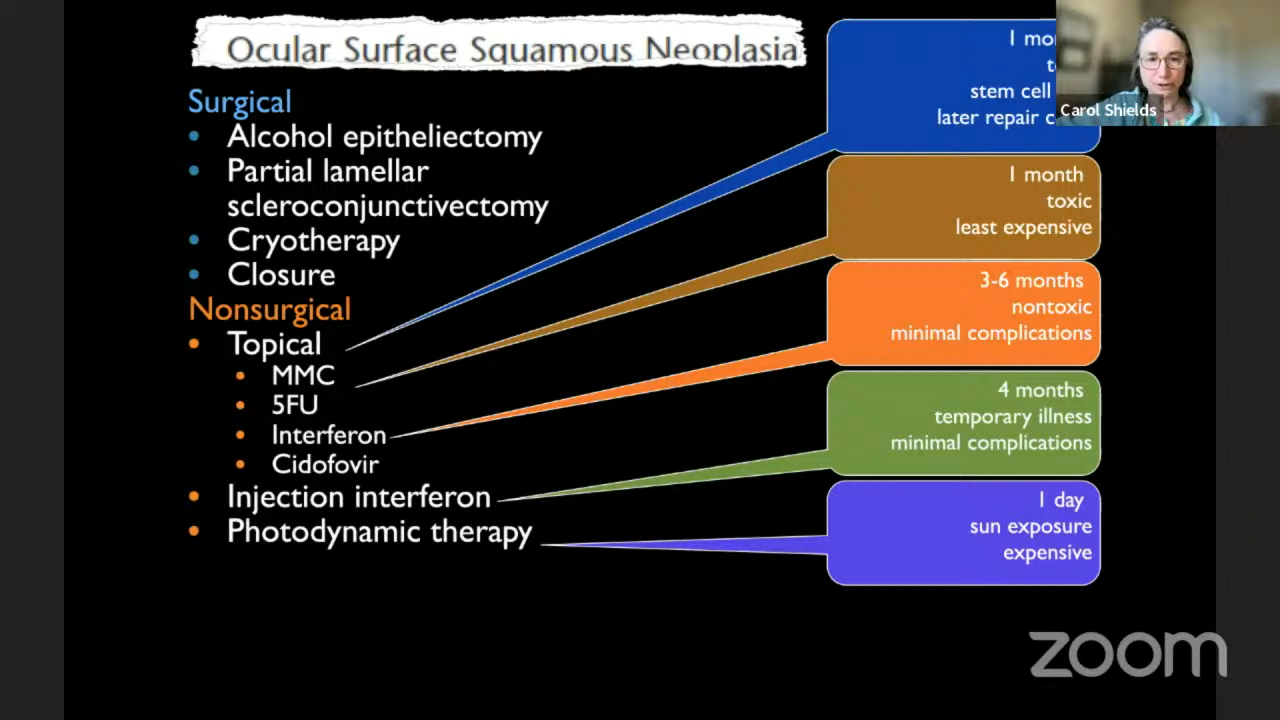 Ocular Surface Squamous Neoplasia
Surgical
Alcohol epitheliectomy
Partial lamellar
scleroconjunctivectomy
Cryotherapy
Closure
Nonsurgical
Topical
MMC
5FU
Interferon
Cidofovir
Injection interferon
Photodynamic therapy
1
stem cell
later repair
1 month
toxic
least expensive
3-6 months
nontoxic
minimal complications
4 months
temporary illness
minimal complications
1 day
sun exposure
expensive
Carol Shields
zoom